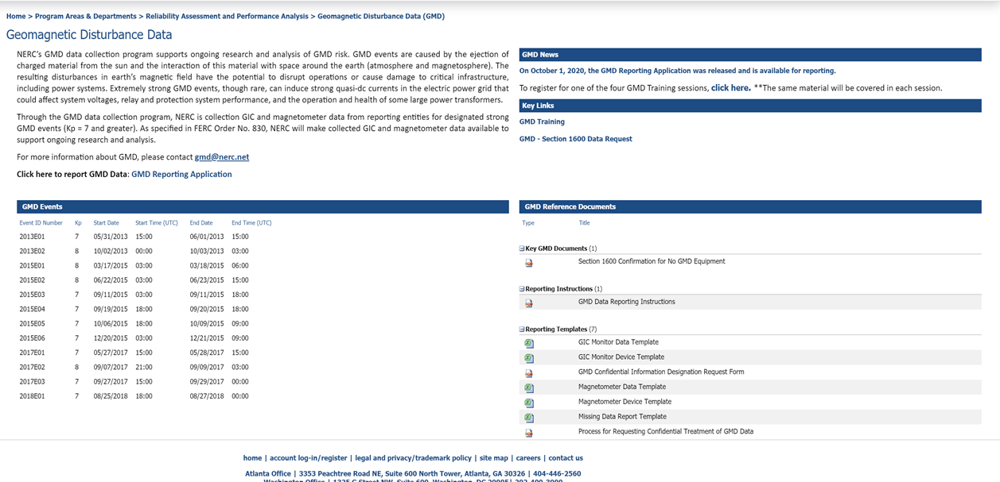 Home > Program Areas & Departments > Reliability Assessment and Performance Analysis > Geomagnetic Disturbance Data (GMD)
Geomagnetic Disturbance Data
NERC's GMD data collection program supports ongoing research and analysis of GMD risk. GMD events are caused by the ejection of
charged material from the sun and the interaction of this material with space around the earth (atmosphere and magnetosphere). The
resulting disturbances in earth's magnetic field have the potential to disrupt operations or cause damage to critical infrastructure,
including power systems. Extremely strong GMD events, though rare, can induce strong quasi-dc currents in the electric power grid that
could affect system voltages, relay and protection system performance, and the operation and health of some large power transformers.
Through the GMD data collection program, NERC is collection GIC and magnetometer data from reporting entities for designated strong
GMD events (Kp = 7 and greater). As specified in FERC Order No. 830, NERC will make collected GIC and magnetometer data available to
support ongoing research and analysis.
For more information about GMD, please contact gmd@nerc.net
Click here to report GMD Data: GMD Reporting Application
GMD News
On October 1, 2020, the GMD Reporting Application was released and is available for reporting.
To register for one of the four GMD Training sessions, click here. **The same material will be covered in each session.
Key Links
GMD Training
GMD - Section 1600 Data Request
GMD Events
Event ID Number Kp Start Date Start Time (UTC) End Date End Time (UTC)
2013E01 7 05/31/2013 15:00 06/01/2013 15:00
2013E02 8 10/02/2013 00:00 10/03/2013 03:00
2015E01 8 03/17/2015 03:00 03/18/2015 06:00
2015E02 8 06/22/2015 03:00 06/23/2015 15:00
2015E03 7 09/11/2015 03:00 09/11/2015 18:00
2015E04 7 09/19/2015 18:00 09/20/2015 18:00
2015E05 7 10/06/2015 18:00 10/09/2015 09:00
2015E06 7 12/20/2015 03:00 12/21/2015 09:00
2017E01 7 05/27/2017 15:00 05/28/2017 15:00
2017E02 8 09/07/2017 21:00 09/09/2017 03:00
2017E03 7 09/27/2017 15:00 09/29/2017 00:00
2018E01 7 08/25/2018 18:00 08/27/2018 00:00
GMD Reference Documents
Type Title
Key GMD Documents (1)
Section 1600 Confirmation for No GMD Equipment
Reporting Instructions (1)
GMD Data Reporting Instructions
Reporting Templates (7)
GIC Monitor Data Template
GIC Monitor Device Template
GMD Confidential Information Designation Request Form
Magnetometer Data Template
Magnetometer Device Template
Missing Data Report Template
Process for Requesting Confidential Treatment of GMD Data
home | account log-in/register | legal and privacy/trademark policy | site map | careers | contact us
Atlanta Office | 3353 Peachtree Road NE, Suite 600 North Tower, Atlanta, GA 30326 | 404-446-2560
Washington Office | 1325 G Street NW, Suite 600, Washington, DC 20005| 202-400-3000